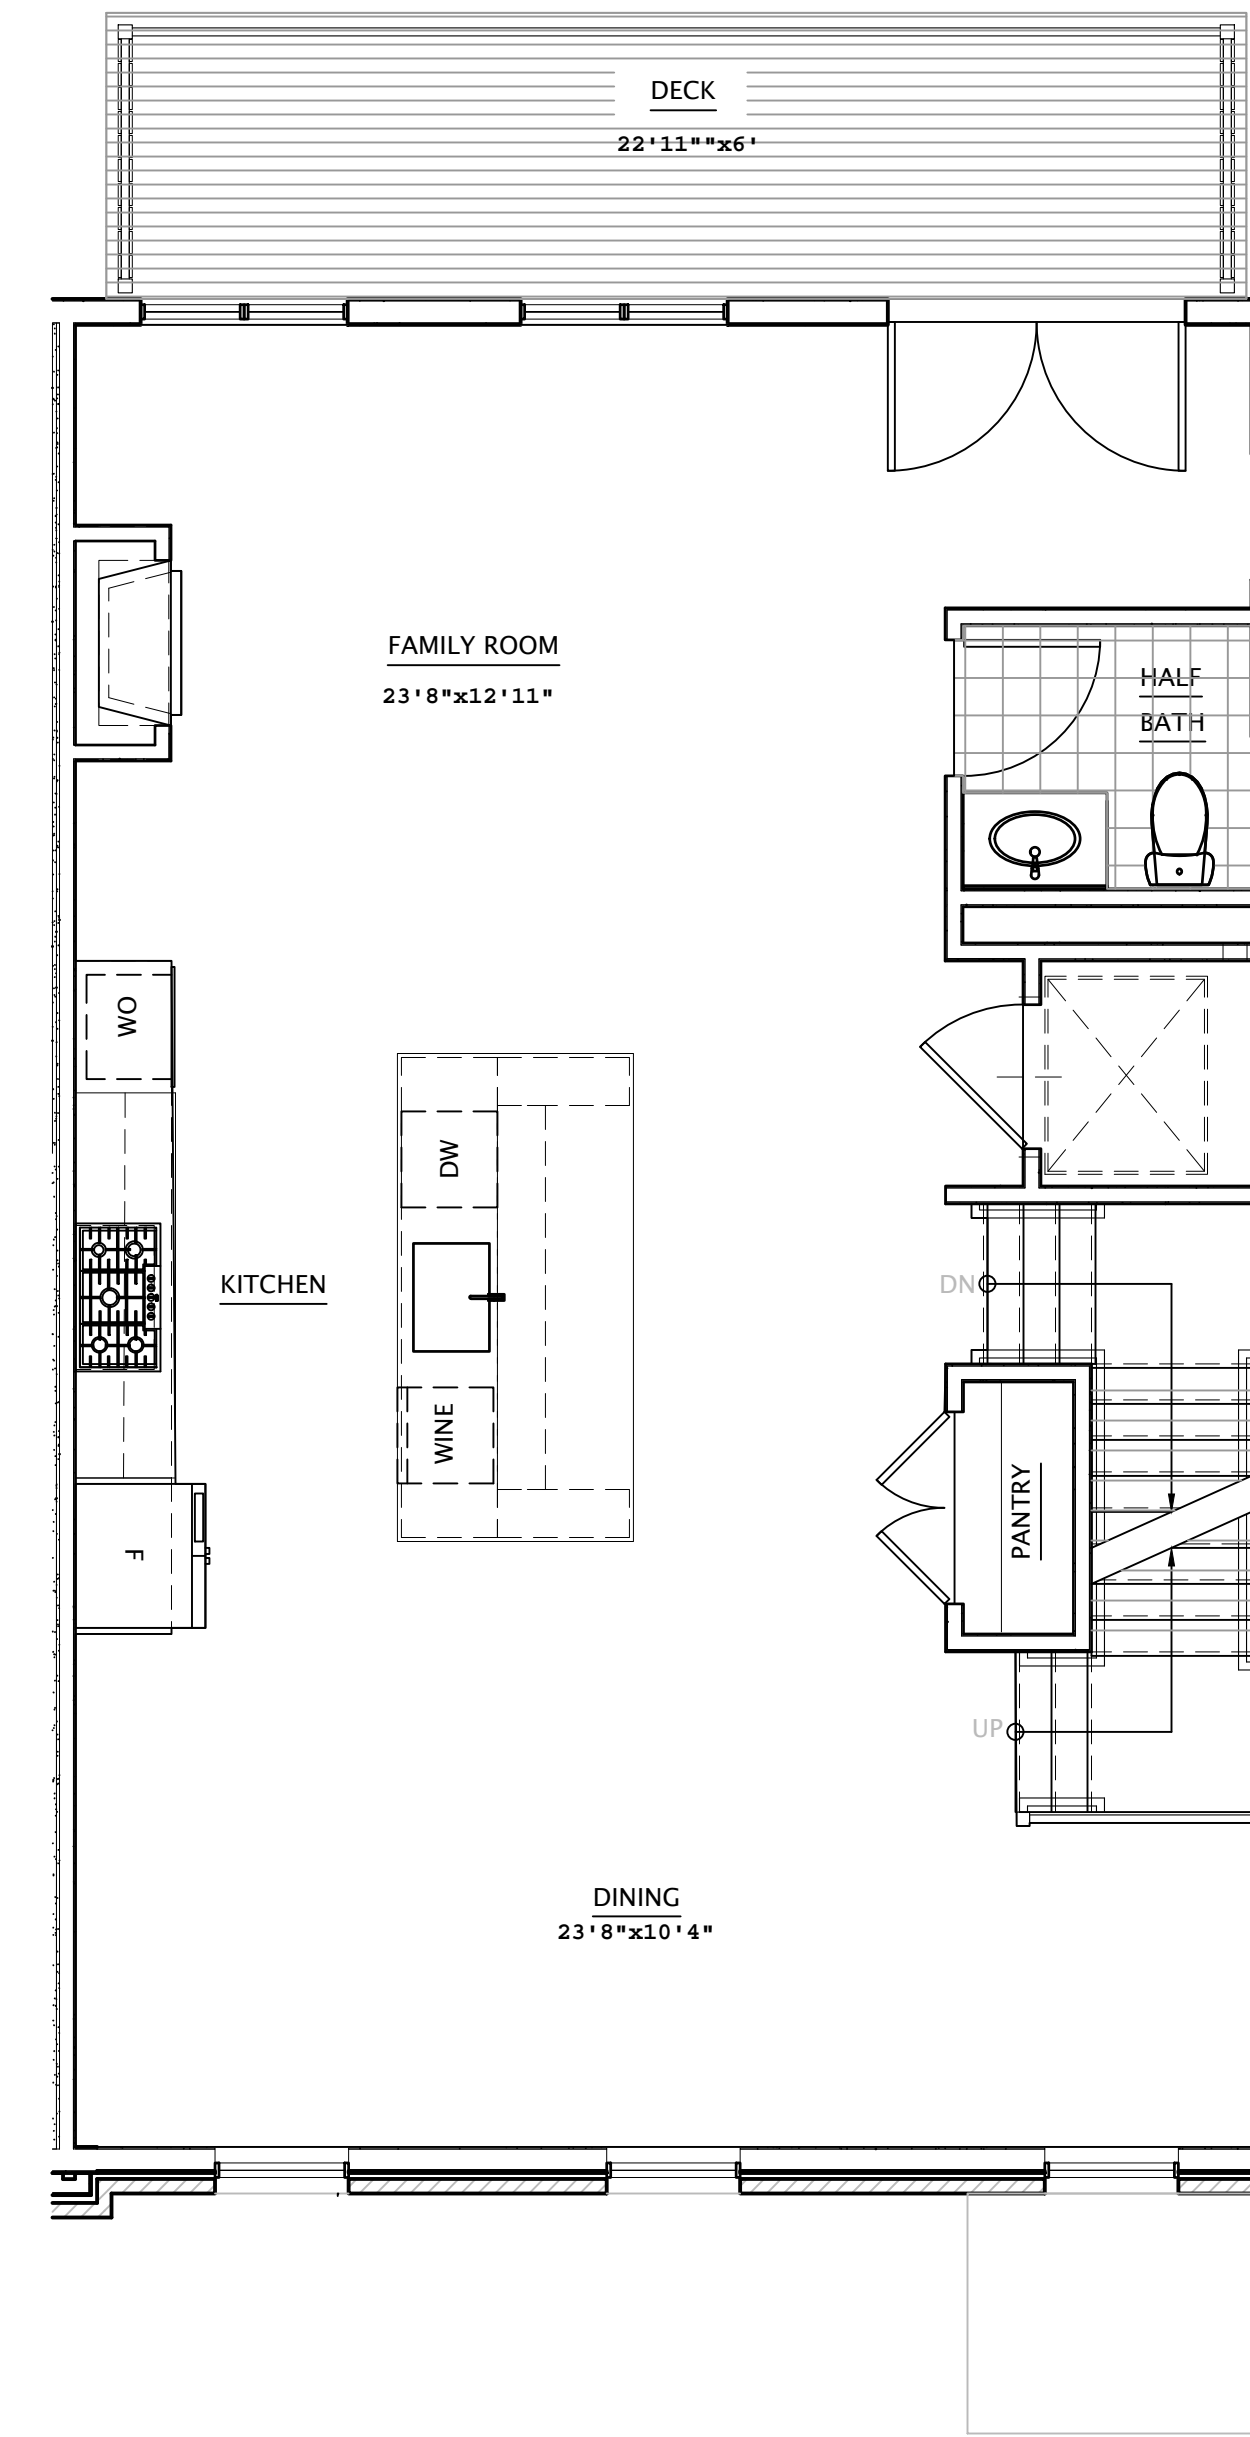 DECK
22'11""x6'
FAMILY ROOM
23'8"x12'11"
HALF
BATH
WO
DW
KITCHEN
DN
WINE
PANTRY
F
UP
DINING
23'8"x10'4"